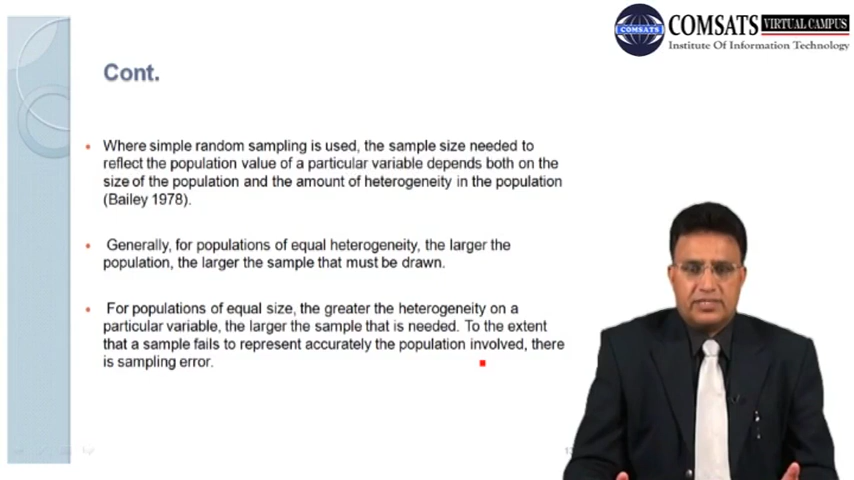 COMSATS
COMSATS VIRTUAL CAMPUS
Institute Of Information Technology
Cont.
Where simple random sampling is used, the sample size needed to
reflect the population value of a particular variable depends both on the
size of the population and the amount of heterogeneity in the population
(Bailey 1978).
Generally, for populations of equal heterogeneity, the larger the
population, the larger the sample that must be drawn.
For populations of equal size, the greater the heterogeneity on a
particular variable, the larger the sample that is needed. To the extent
that a sample fails to represent accurately the population involved, there
is sampling error.